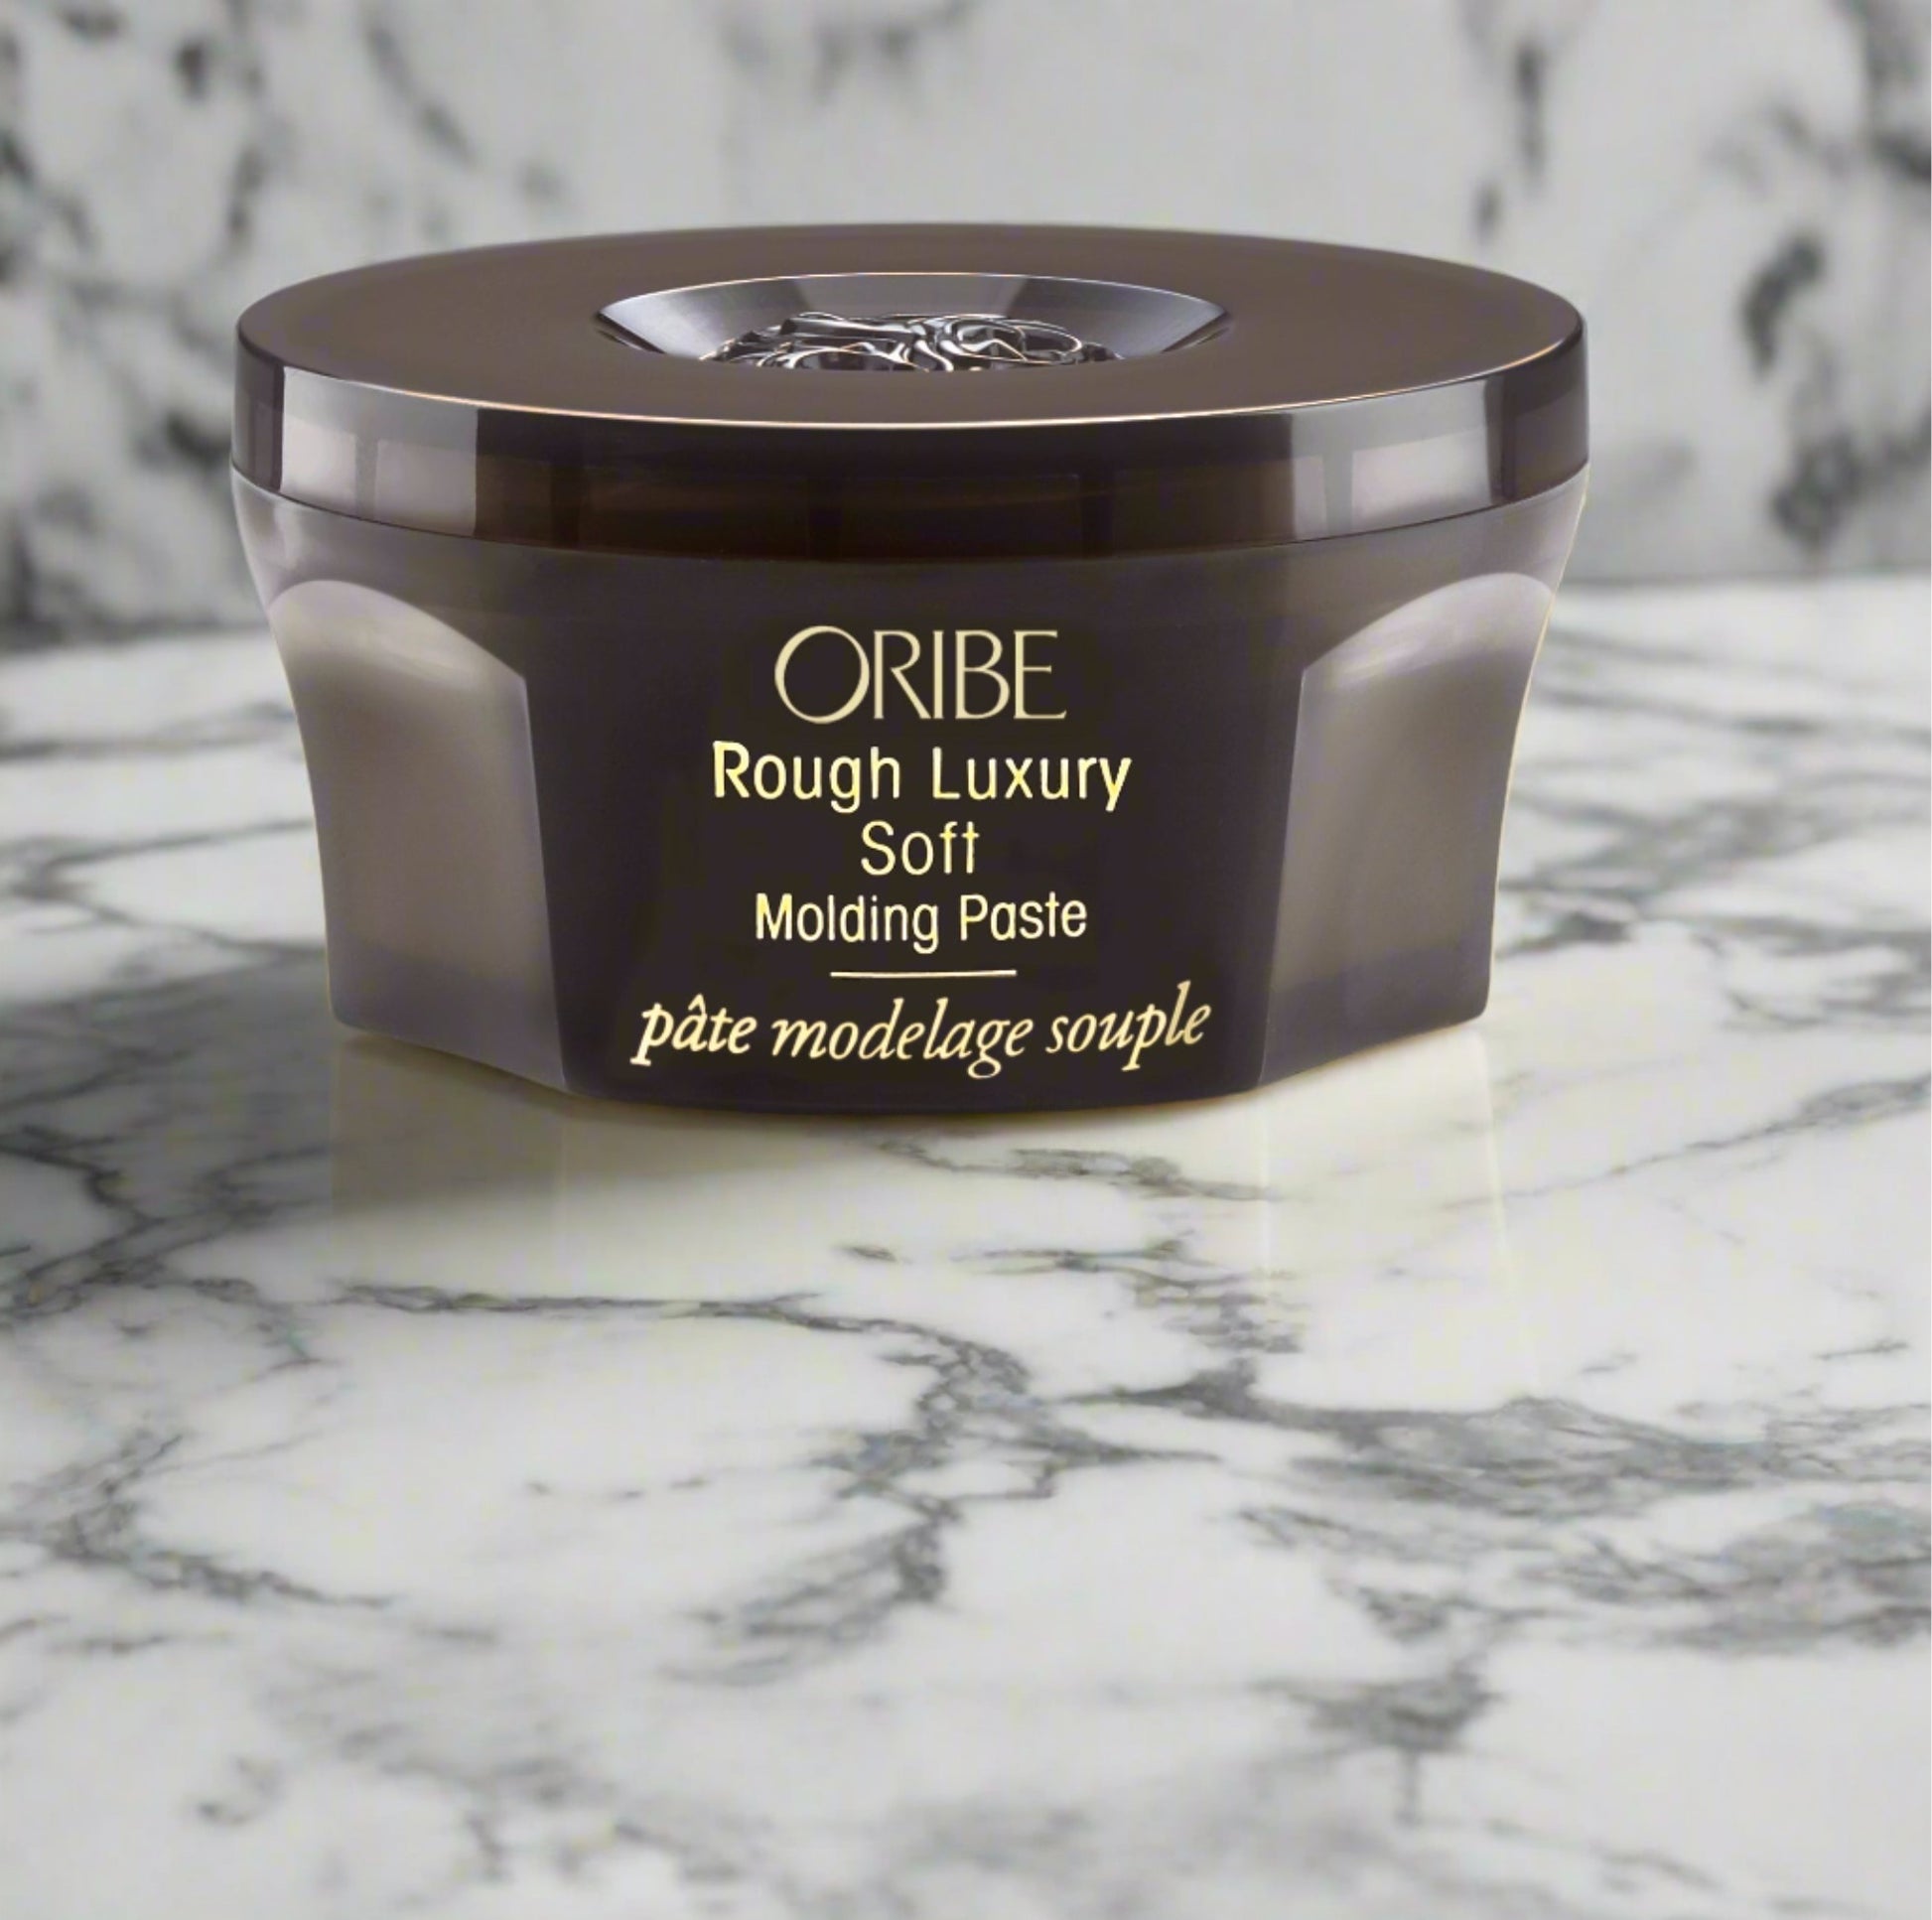 ORIBE
Rough Luxury
Soft
Molding Paste
pâte modelage souple